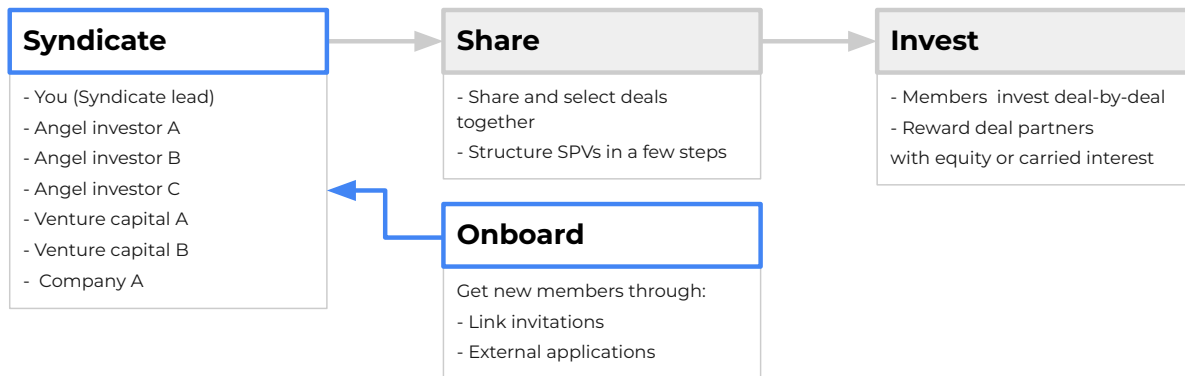 Syndicate
- You (Syndicate lead)
- Angel investor A
- Angel investor B
- Angel investor C
- Venture capital A
- Venture capital B
- Company A
Share
- Share and select deals
together
- Structure SPVs in a few steps
Invest
- Members invest deal-by-deal
- Reward deal partners
with equity or carried interest
Onboard
Get new members through:
- Link invitations
- External applications